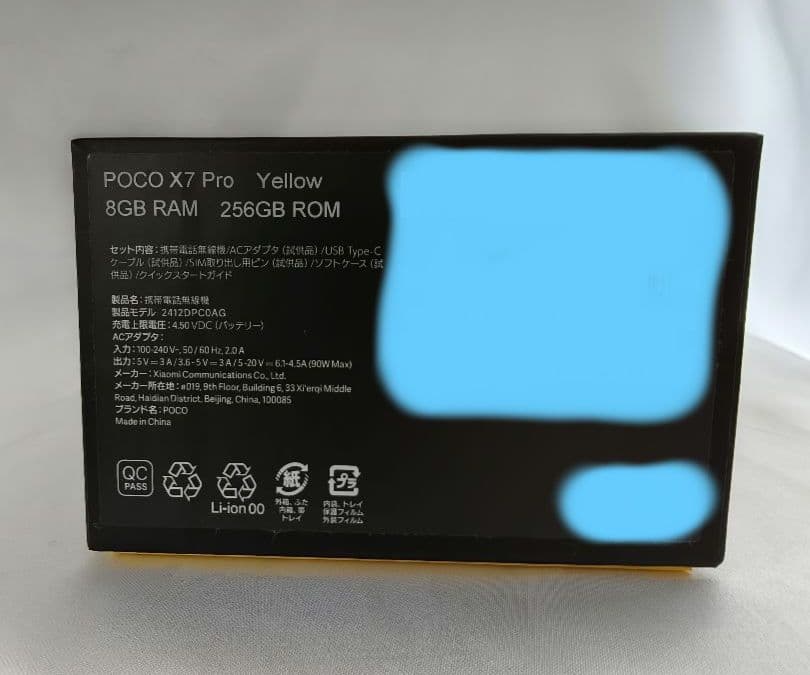 POCO X7 Pro Yellow
8GB RAM 256GB ROM
セット内容：携帯電話無線機/ACアダプタ（試供品）/USB Type-C
ケーブル（試供品）/SIM取り出し用ピン（試供品）/ソフトケース（試
供品）/クイックスタートガイド
製品名：携帯電話無線機
製品モデル 2412DPC0AG
充電上限電圧：4.50 VDC（バッテリー）
ACアダプタ：
入力：100-240 V~, 50 / 60 Hz, 2.0 A
出力：5 V = 3 A / 3.6 - 5 V = 3 A / 5 -20 V = 6.1-4.5A (90W Max)
メーカー：Xiaomi Communications Co., Ltd.
メーカー所在地：#019, 9th Floor, Building 6, 33 Xi'erqi Middle
Road, Haidian District, Beijing, China, 100085
ブランド名：POCO
Made in China
QC
PASS
Li-ion 00
紙
外箱、ふた
内箱、帯
トレイ
プラ
内袋、トレイ
保護フィルム
外装フィルム